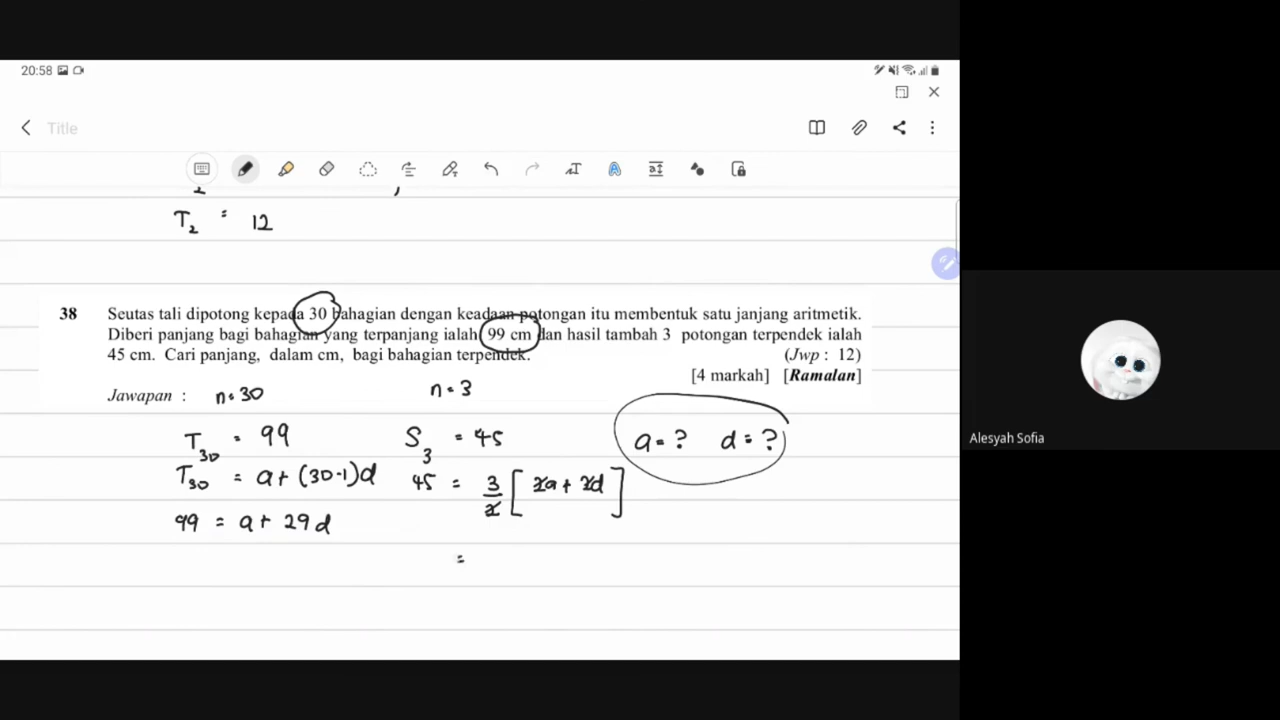 20:58
Title
T2 = 12
38 Seutas tali dipotong kepada 30 bahagian dengan keadaan potongan itu membentuk satu janjang aritmetik.
Diberi panjang bagi bahagian yang terpanjang ialah 99 cm dan hasil tambah 3 potongan terpendek ialah
45 cm. Cari panjang, dalam cm, bagi bahagian terpendek. (Jwp : 12)
[4 markah] [Ramalan]
Jawapan : n = 30 n = 3
T30 = 99 S3 = 45 a = ? d = ?
T30 = a + (30-1)d 45 = 3/2 [ 2a + 2d ]
99 = a + 29d
=
Alesyah Sofia